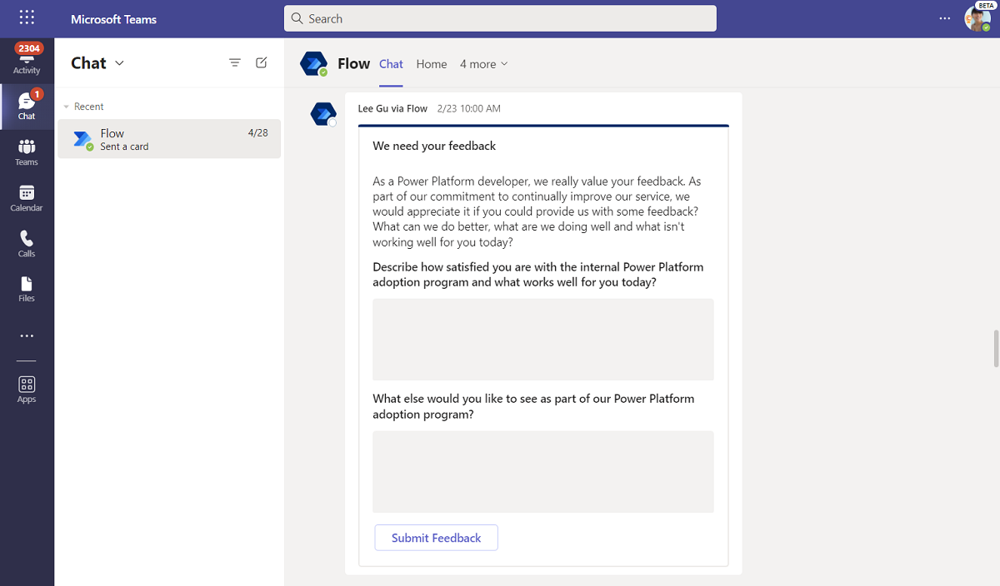 Microsoft Teams
Search
BETA
2304
Activity
1
Chat
Teams
Calendar
Calls
Files
Apps
Chat
Recent
Flow 4/28
Sent a card
Flow Chat Home 4 more
Lee Gu via Flow 2/23 10:00 AM
We need your feedback
As a Power Platform developer, we really value your feedback. As
part of our commitment to continually improve our service, we
would appreciate it if you could provide us with some feedback?
What can we do better, what are we doing well and what isn't
working well for you today?
Describe how satisfied you are with the internal Power Platform
adoption program and what works well for you today?
What else would you like to see as part of our Power Platform
adoption program?
Submit Feedback